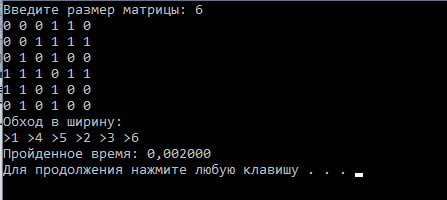 Введите размер матрицы: 6
0 0 0 1 1 0
0 0 1 1 1 1
0 1 0 1 0 0
1 1 1 0 1 1
1 1 0 1 0 0
0 1 0 1 0 0
Обход в ширину:
>1 >4 >5 >2 >3 >6
Пройденное время: 0,002000
Для продолжения нажмите любую клавишу . . .